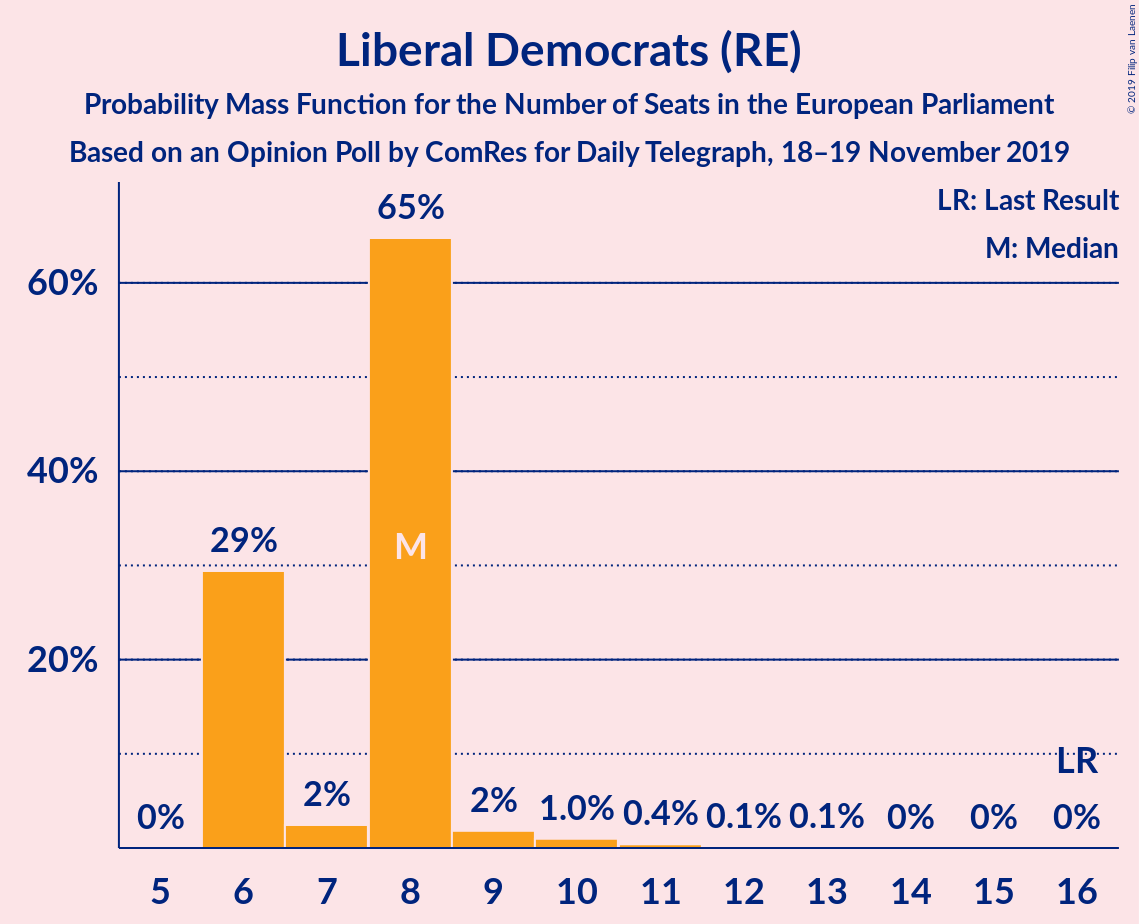 Liberal Democrats (RE)
Probability Mass Function for the Number of Seats in the European Parliament
Based on an Opinion Poll by ComRes for Daily Telegraph, 18–19 November 2019
© 2019 Filip van Laenen
LR: Last Result
M: Median
60%
40%
20%
0%
29%
2%
65%
M
2%
1.0%
0.4%
0.1%
0.1%
0%
0%
LR
0%
5 6 7 8 9 10 11 12 13 14 15 16